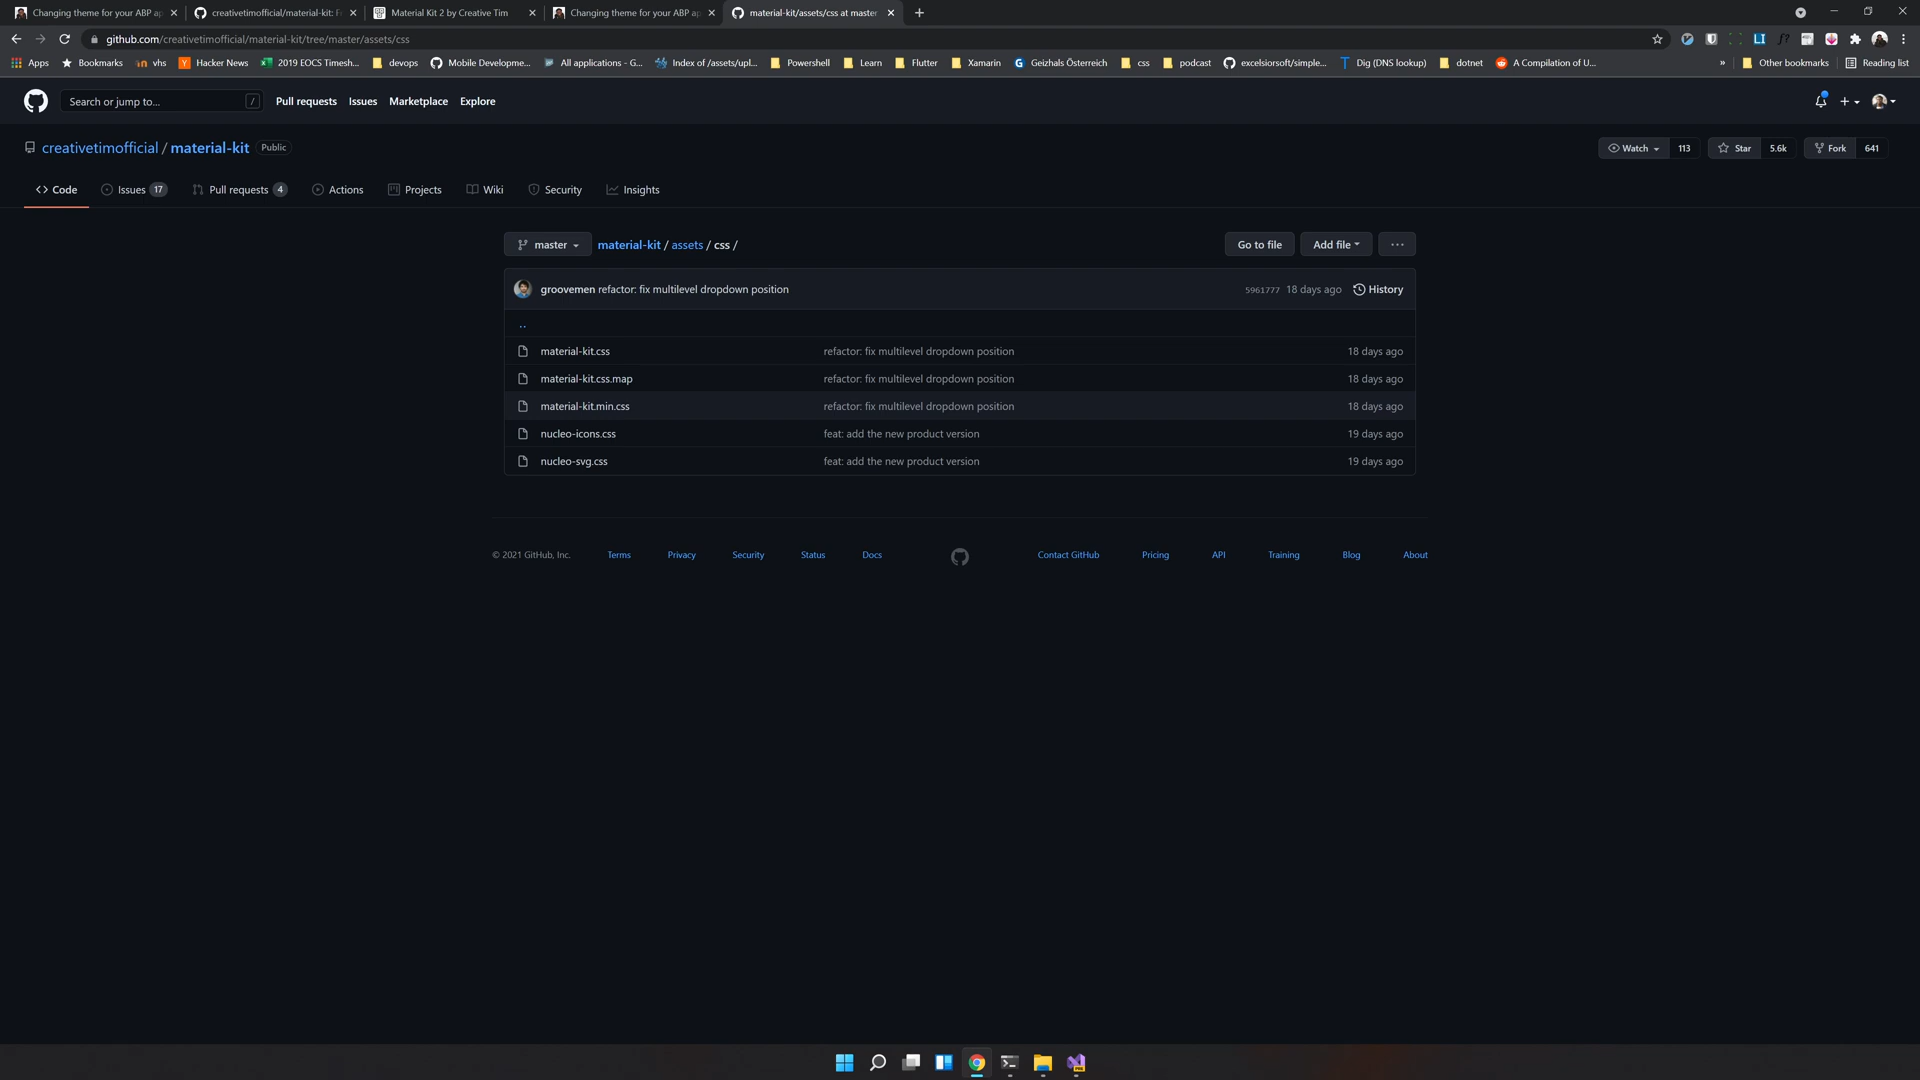 Changing theme for your ABP ap
creativetimofficial/material-kit: F
Material Kit 2 by Creative Tim
Changing theme for your ABP ap
material-kit/assets/css at master
github.com/creativetimofficial/material-kit/tree/master/assets/css
Apps
Bookmarks
vhs
Hacker News
2019 EOCS Timesh...
devops
Mobile Developme...
All applications - G...
Index of /assets/upl...
Powershell
Learn
Flutter
Xamarin
Geizhals Österreich
css
podcast
excelsiorsoft/simple...
Dig (DNS lookup)
dotnet
A Compilation of U...
»
Other bookmarks
Reading list
Search or jump to...
/
Pull requests
Issues
Marketplace
Explore
creativetimofficial / material-kit
Public
Watch
113
Star
5.6k
Fork
641
Code
Issues 17
Pull requests 4
Actions
Projects
Wiki
Security
Insights
master
material-kit / assets / css /
Go to file
Add file
...
groovemen refactor: fix multilevel dropdown position
5961777 18 days ago
History
..
material-kit.css
refactor: fix multilevel dropdown position
18 days ago
material-kit.css.map
refactor: fix multilevel dropdown position
18 days ago
material-kit.min.css
refactor: fix multilevel dropdown position
18 days ago
nucleo-icons.css
feat: add the new product version
19 days ago
nucleo-svg.css
feat: add the new product version
19 days ago
© 2021 GitHub, Inc.
Terms
Privacy
Security
Status
Docs
Contact GitHub
Pricing
API
Training
Blog
About